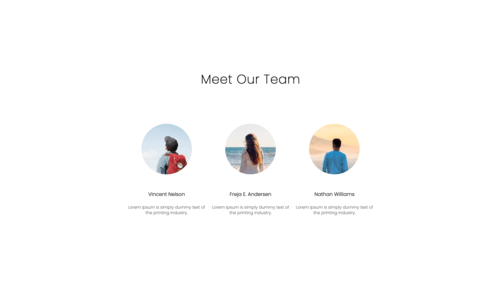 Meet Our Team
Vincent Nelson
Lorem Ipsum is simply dummy text of
the printing industry.
Freja E. Andersen
Lorem Ipsum is simply dummy text of
the printing industry.
Nathan Williams
Lorem Ipsum is simply dummy text of
the printing industry.